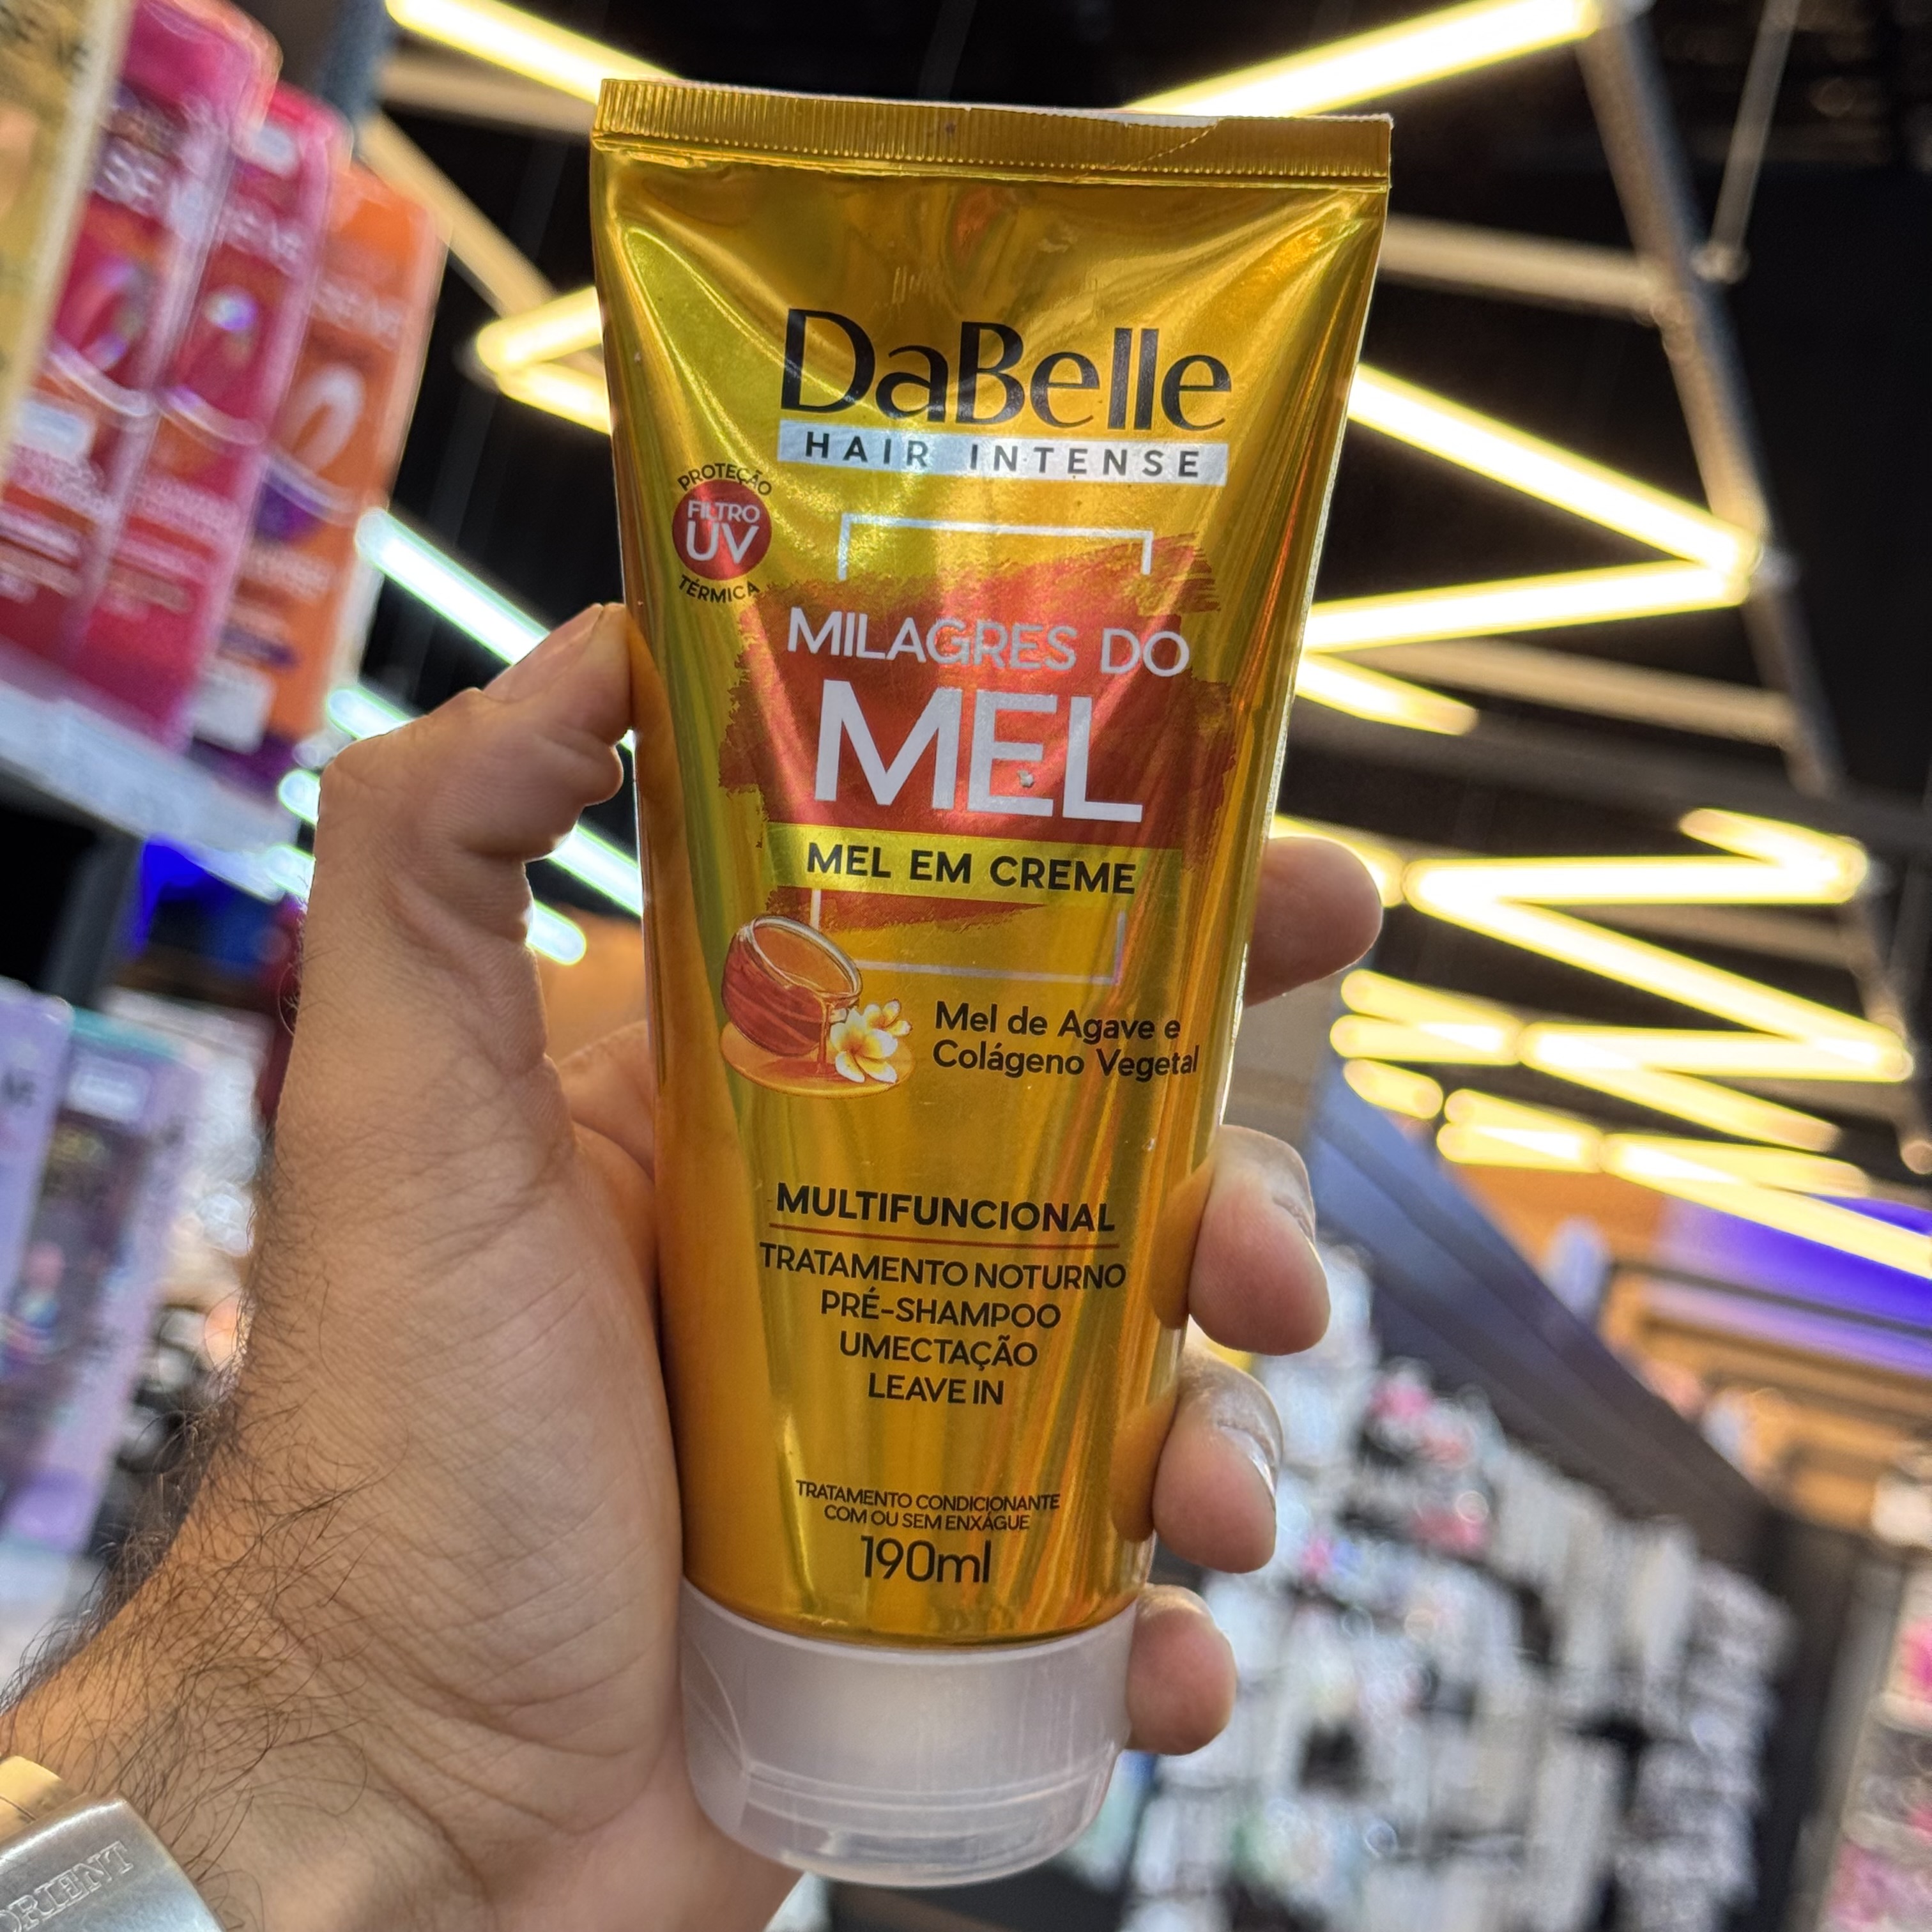 DaBelle
HAIR INTENSE
PROTEÇÃO
FILTRO
UV
TÉRMICA
MILAGRES DO
MEL
MEL EM CREME
Mel de Agave e
Colágeno Vegetal
MULTIFUNCIONAL
TRATAMENTO NOTURNO
PRÉ-SHAMPOO
UMECTAÇÃO
LEAVE IN
TRATAMENTO CONDICIONANTE
COM OU SEM ENXÁGUE
190ml
ORIENT